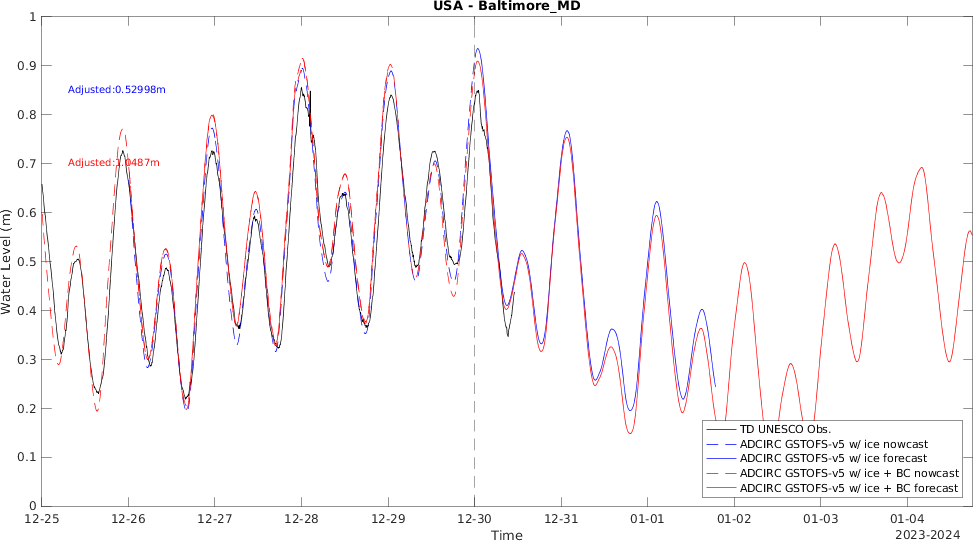 USA - Baltimore_MD
1
0.9
0.8
0.7
0.6
0.5
0.4
0.3
0.2
0.1
0
Water Level (m)
Adjusted:0.52998m
Adjusted:1.0487m
TD UNESCO Obs.
ADCIRC GSTOFS-v5 w/ ice nowcast
ADCIRC GSTOFS-v5 w/ ice forecast
ADCIRC GSTOFS-v5 w/ ice + BC nowcast
ADCIRC GSTOFS-v5 w/ ice + BC forecast
12-25 12-26 12-27 12-28 12-29 12-30 12-31 01-01 01-02 01-03 01-04
Time
2023-2024